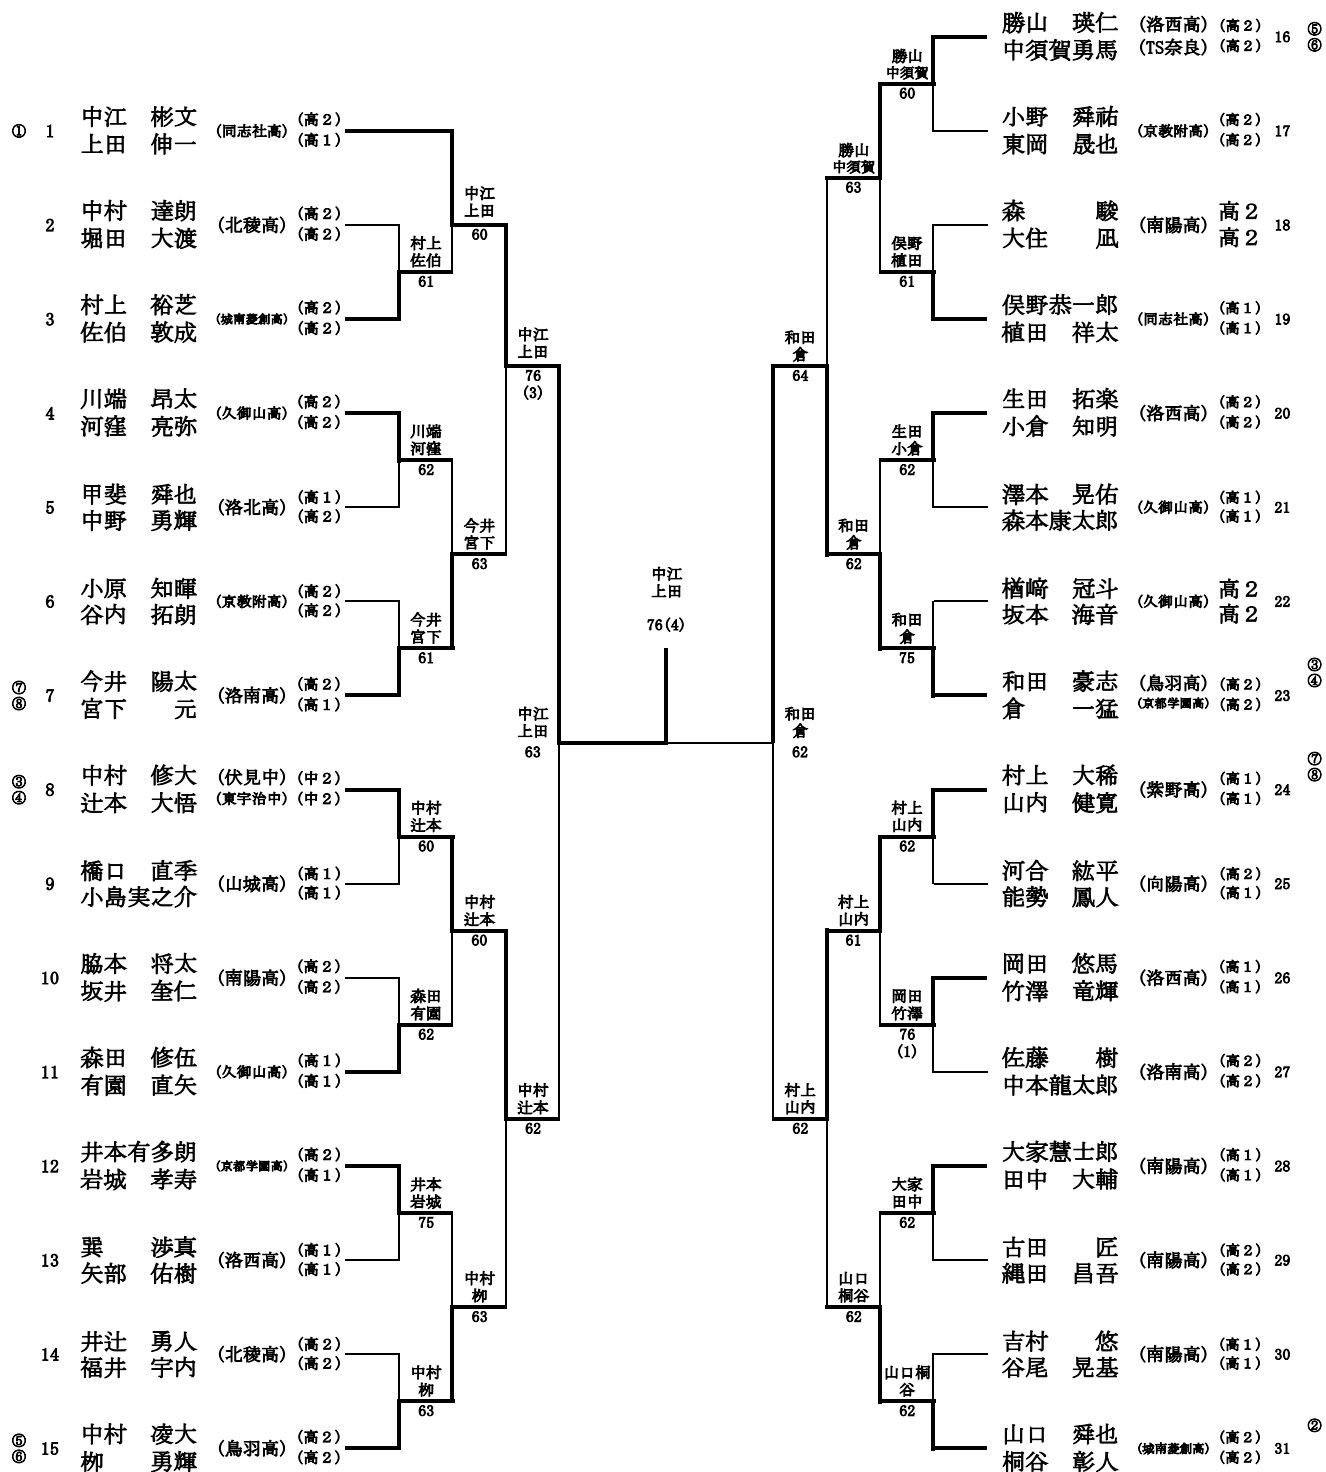 ① 1 中江 彬文 上田 伸一 (同志社高) (高2) (高1)
2 中村 達朗 堀田 大渡 (北稜高) (高2) (高2)
3 村上 裕芝 佐伯 敦成 (城南菱創高) (高2) (高2)
4 川端 昂太 河窪 亮弥 (久御山高) (高2) (高2)
5 甲斐 舜也 中野 勇輝 (洛北高) (高1) (高2)
6 小原 知暉 谷内 拓朗 (京教附高) (高2) (高2)
⑦⑧ 7 今井 陽太 宮下 元 (洛南高) (高2) (高1)
③④ 8 中村 修大 辻本 大悟 (伏見中) (中2) (東宇治中) (中2)
9 橋口 直季 小島実之介 (山城高) (高1) (高1)
10 脇本 将太 坂井 奎仁 (南陽高) (高2) (高2)
11 森田 修伍 有園 直矢 (久御山高) (高1) (高1)
12 井本有多朗 岩城 孝寿 (京都学園高) (高2) (高1)
13 巽 渉真 矢部 佑樹 (洛西高) (高1) (高1)
14 井辻 勇人 福井 宇内 (北稜高) (高2) (高2)
⑤⑥ 15 中村 凌大 栁 勇輝 (鳥羽高) (高2) (高2)
村上 佐伯 61
川端 河窪 62
今井 宮下 61
中村 辻本 60
森田 有園 62
井本 岩城 75
中村 栁 63
中江 上田 60
今井 宮下 63
中村 辻本 60
中村 栁 63
中江 上田 76 (3)
中村 辻本 62
中江 上田 63
中江 上田 76(4)
和田 倉 62
和田 倉 64
村上 山内 62
勝山 中須賀 63
和田 倉 62
村上 山内 61
山口 桐谷 62
勝山 中須賀 60
俣野 植田 61
生田 小倉 62
和田 倉 75
村上 山内 62
岡田 竹澤 76 (1)
大家 田中 62
山口桐 谷 62
勝山 瑛仁 中須賀勇馬 (洛西高) (高2) (TS奈良) (高2) 16 ⑤⑥
小野 舜祐 東岡 晟也 (京教附高) (高2) (高2) 17
森 駿 大住 凪 (南陽高) 高2 高2 18
俣野恭一郎 植田 祥太 (同志社高) (高1) (高1) 19
生田 拓楽 小倉 知明 (洛西高) (高2) (高2) 20
澤本 晃佑 森本康太郎 (久御山高) (高1) (高1) 21
楢﨑 冠斗 坂本 海音 (久御山高) 高2 高2 22
和田 豪志 倉 一猛 (鳥羽高) (高2) (京都学園高) (高2) 23 ③④
村上 大稀 山内 健寛 (紫野高) (高1) (高1) 24 ⑦⑧
河合 紘平 能勢 鳳人 (向陽高) (高2) (高1) 25
岡田 悠馬 竹澤 竜輝 (洛西高) (高1) (高1) 26
佐藤 樹 中本龍太郎 (洛南高) (高2) (高2) 27
大家慧士郎 田中 大輔 (南陽高) (高1) (高1) 28
古田 匠 縄田 昌吾 (南陽高) (高2) (高2) 29
吉村 悠 谷尾 晃基 (南陽高) (高1) (高1) 30
山口 舜也 桐谷 彰人 (城南菱創高) (高2) (高2) 31 ②